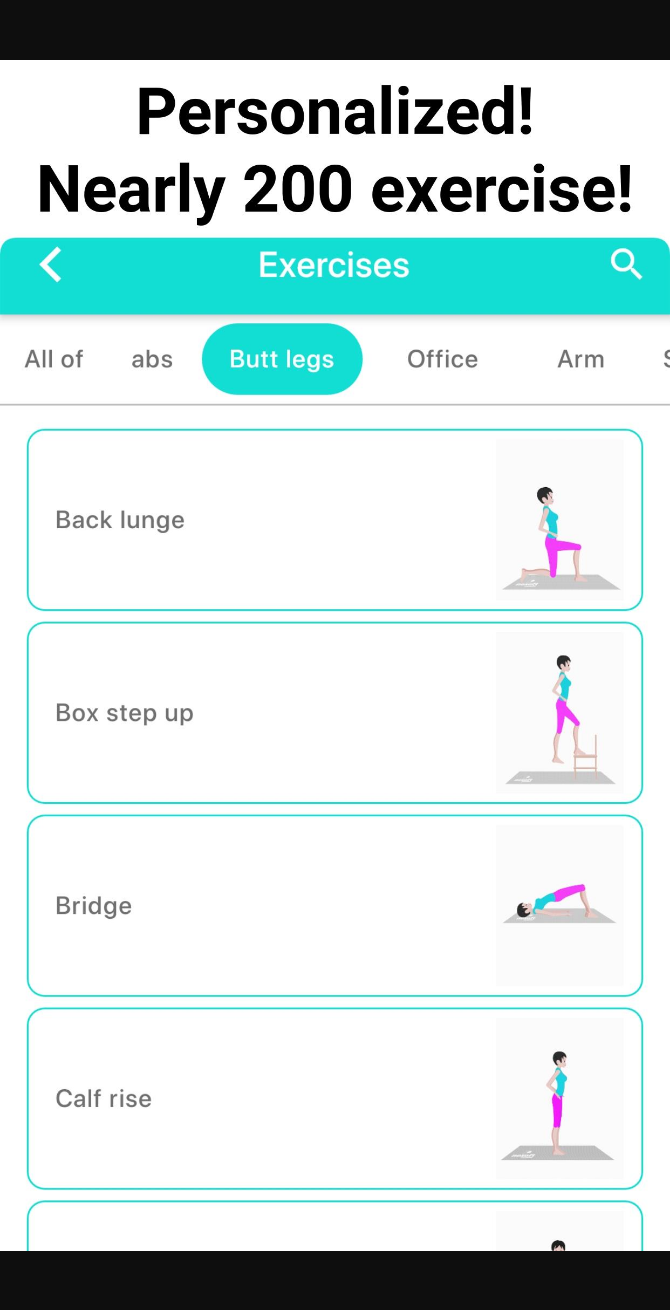 Personalized!
Nearly 200 exercise!
Exercises
All of abs Butt legs Office Arm
Back lunge
Box step up
Bridge
Calf rise